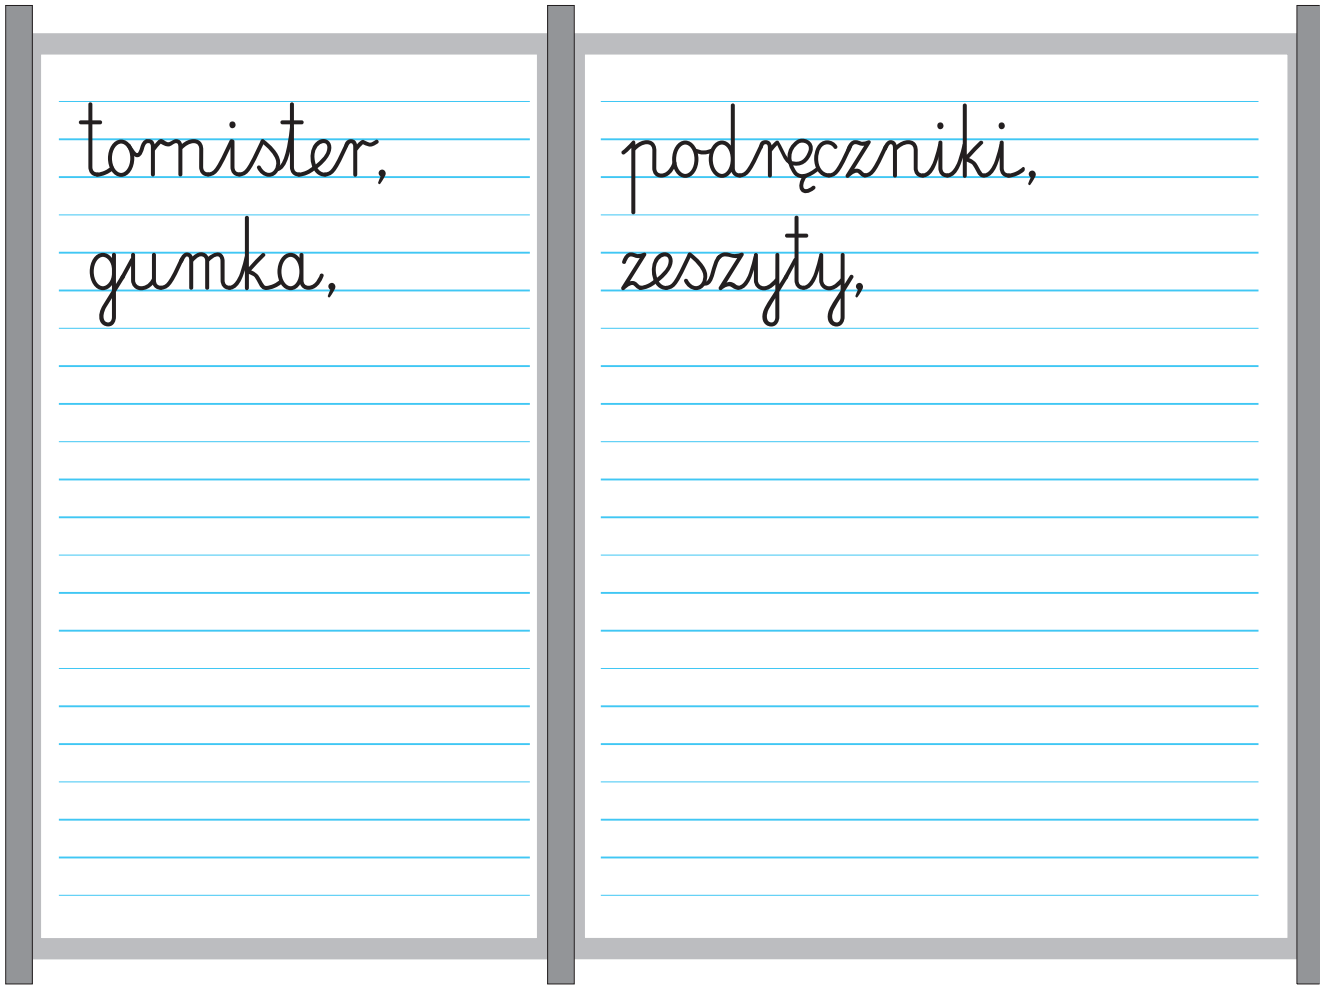 tornister,
gumka,
podręczniki,
zeszyty,